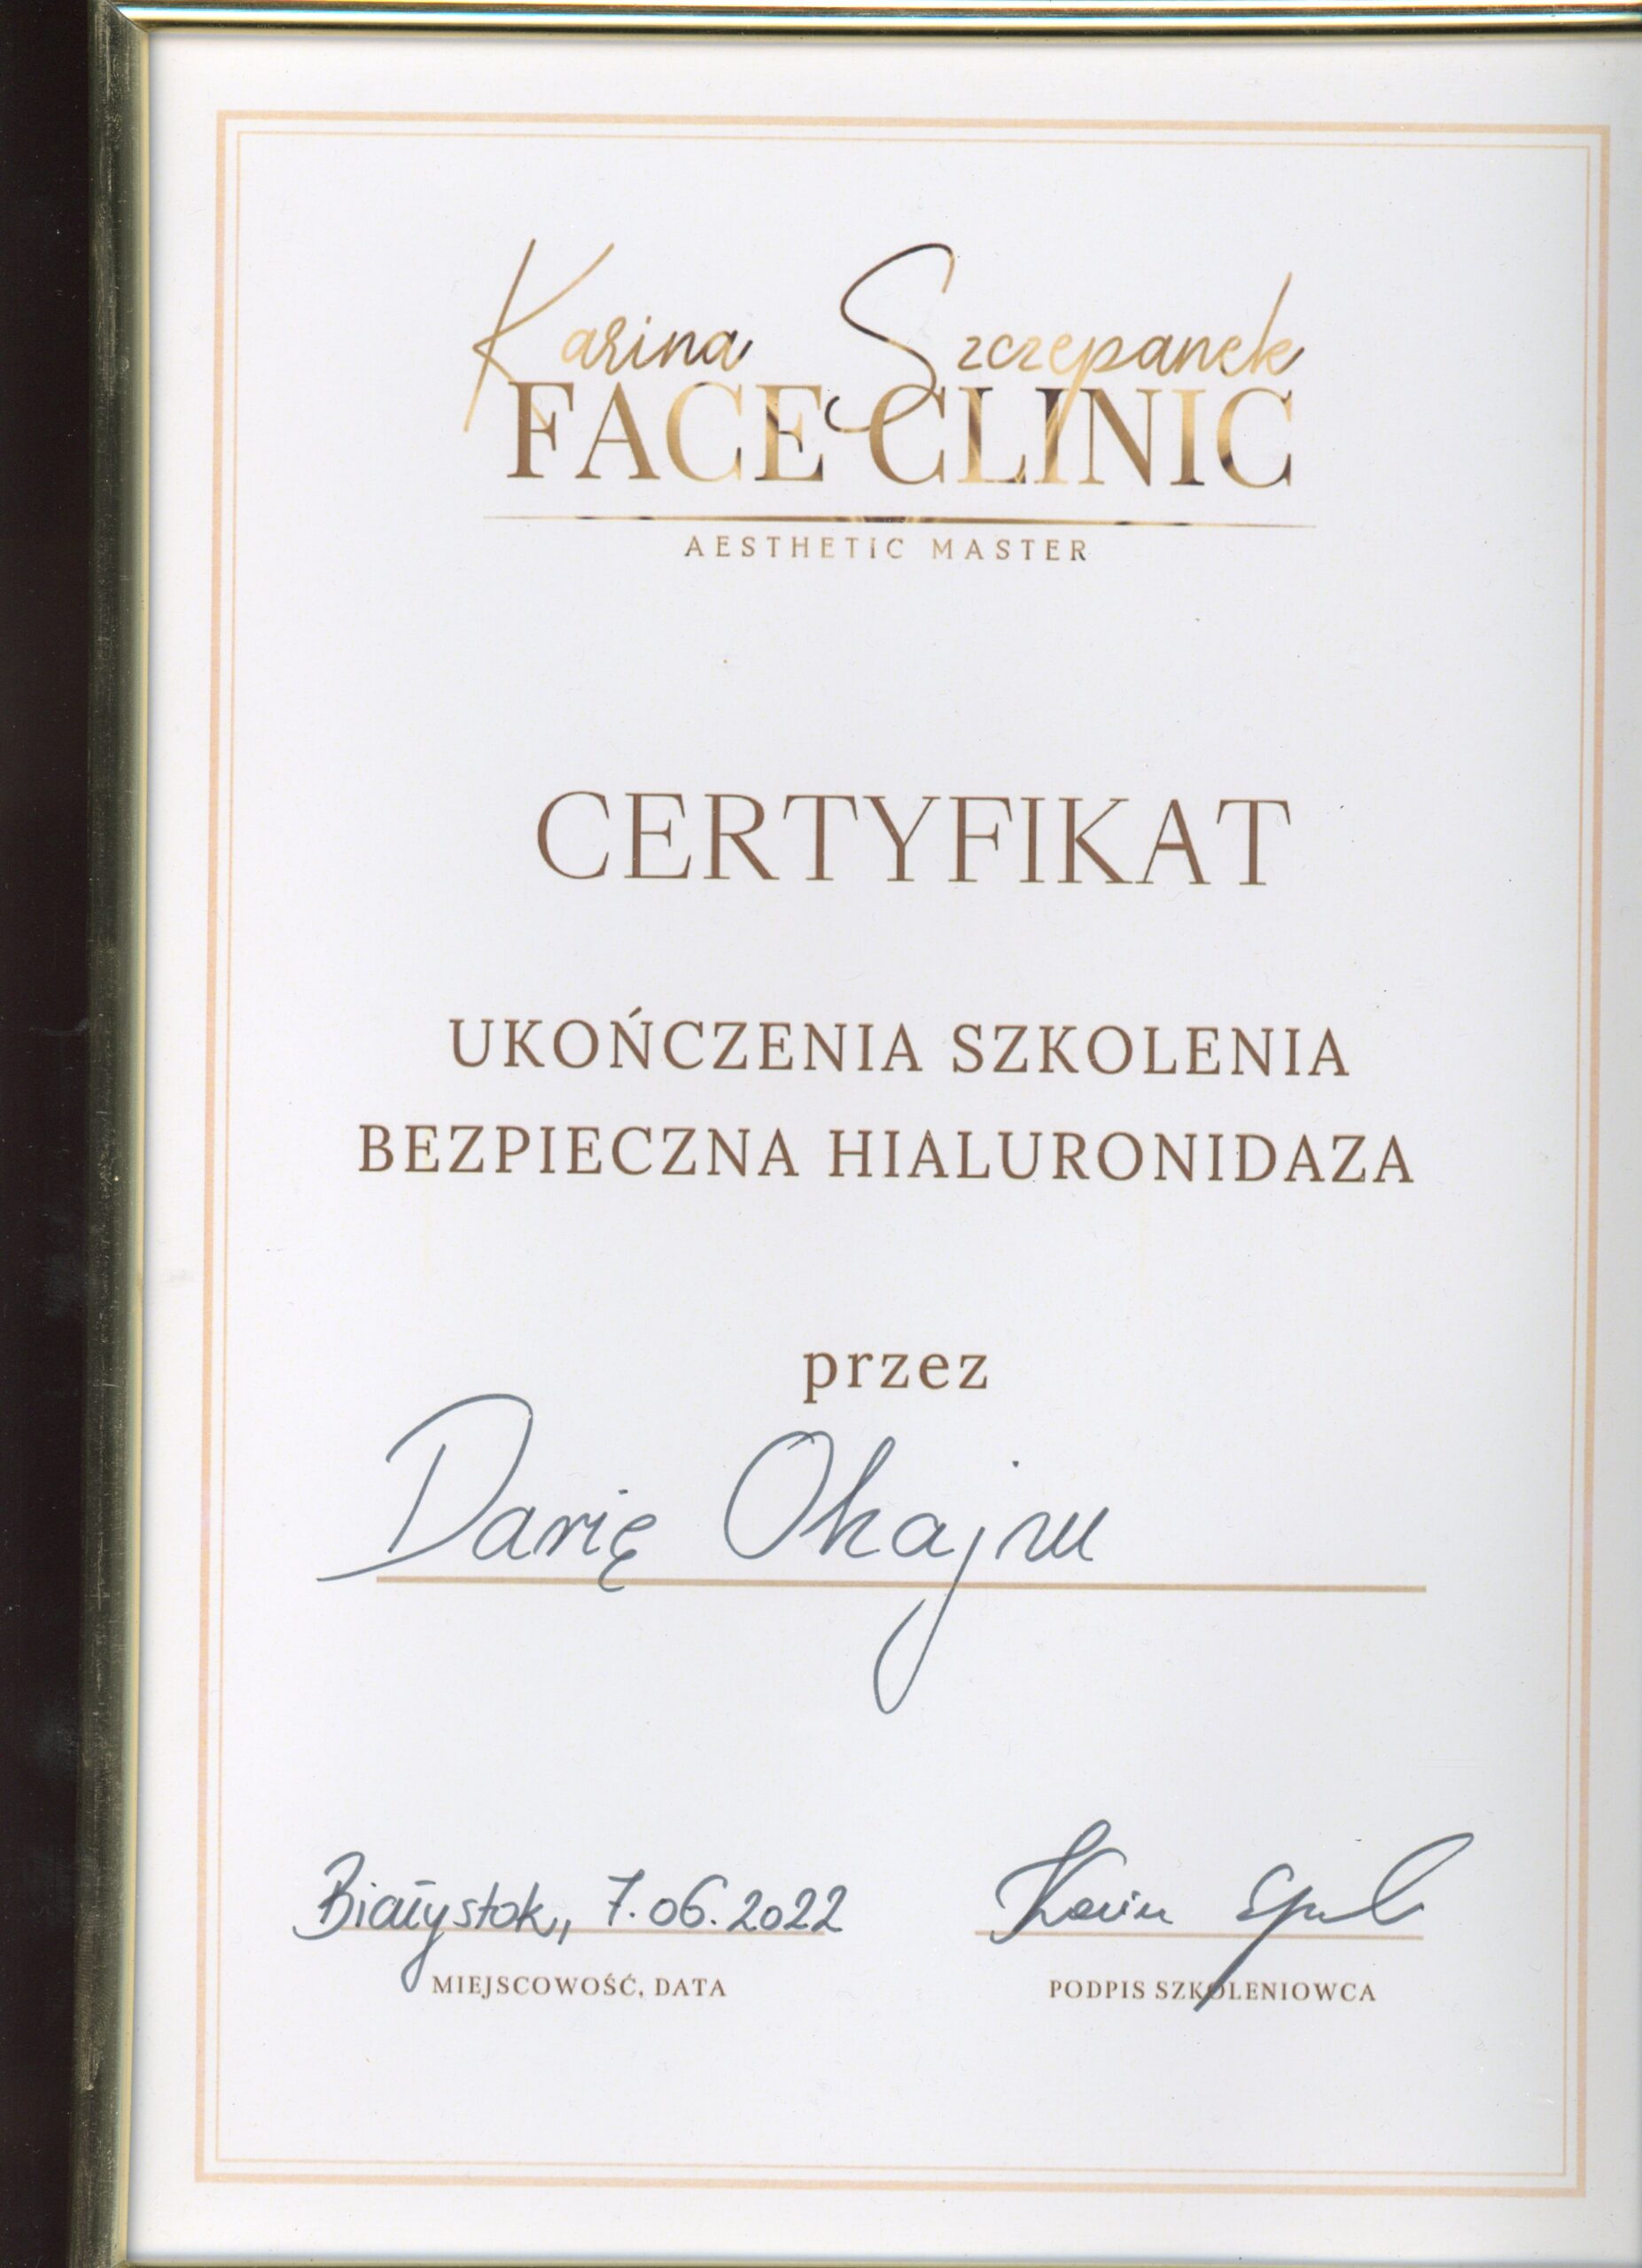 Karina Szczepanek
FACE CLINIC
AESTHETIC MASTER
CERTYFIKAT
UKOŃCZENIA SZKOLENIA
BEZPIECZNA HIALURONIDAZA
przez
Darię
Białystok, 7.06.2022
MIEJSCOWOŚĆ, DATA
PODPIS SZKOLENIOWCA